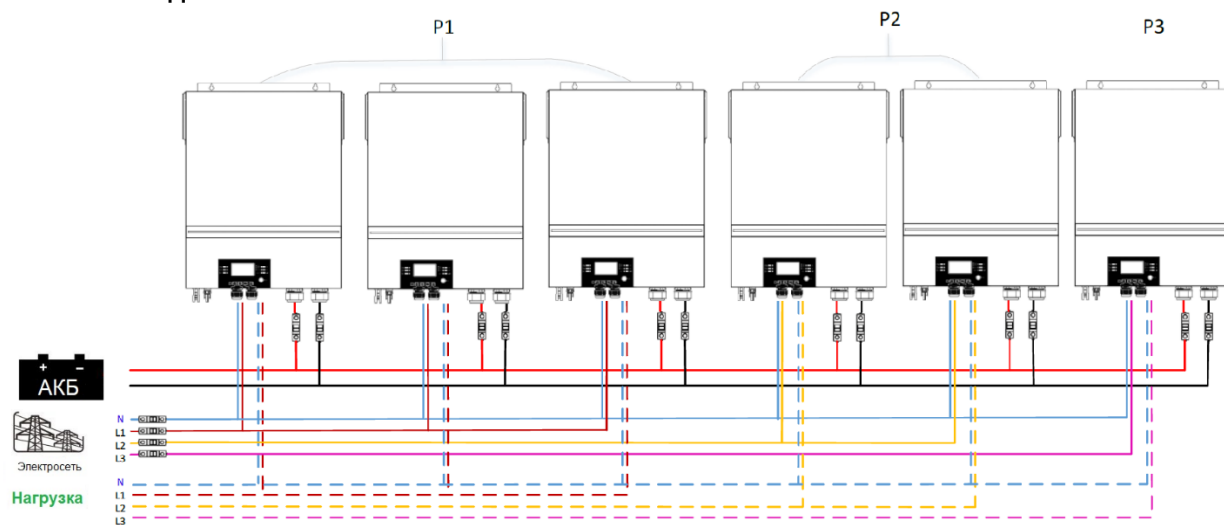 P1
P2
P3
+ −
АКБ
N
L1
L2
L3
Электросеть
Нагрузка
N
L1
L2
L3